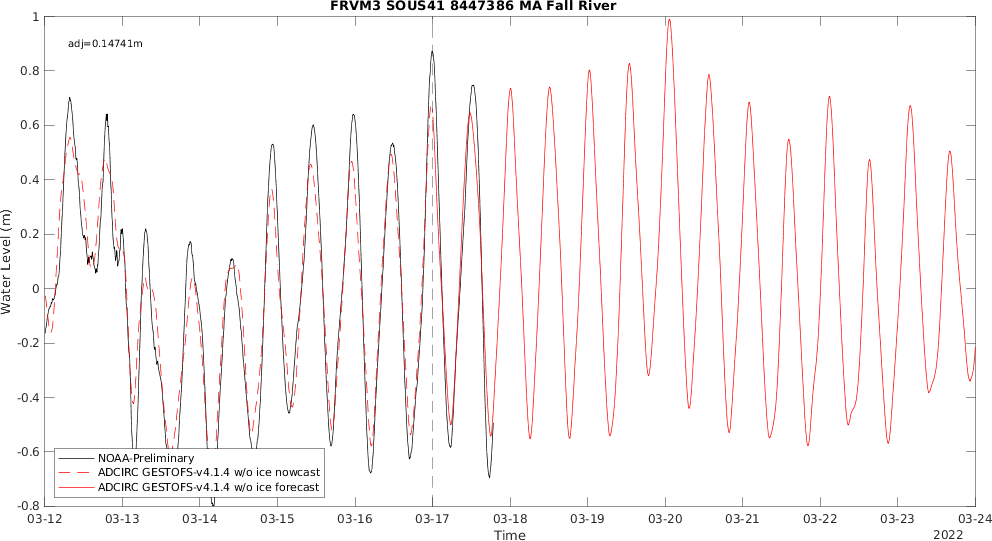 FRVM3 SOUS41 8447386 MA Fall River
adj=0.14741m
1
0.8
0.6
0.4
0.2
0
-0.2
-0.4
-0.6
-0.8
Water Level (m)
NOAA-Preliminary
ADCIRC GESTOFS-v4.1.4 w/o ice nowcast
ADCIRC GESTOFS-v4.1.4 w/o ice forecast
03-12 03-13 03-14 03-15 03-16 03-17 03-18 03-19 03-20 03-21 03-22 03-23 03-24
Time
2022